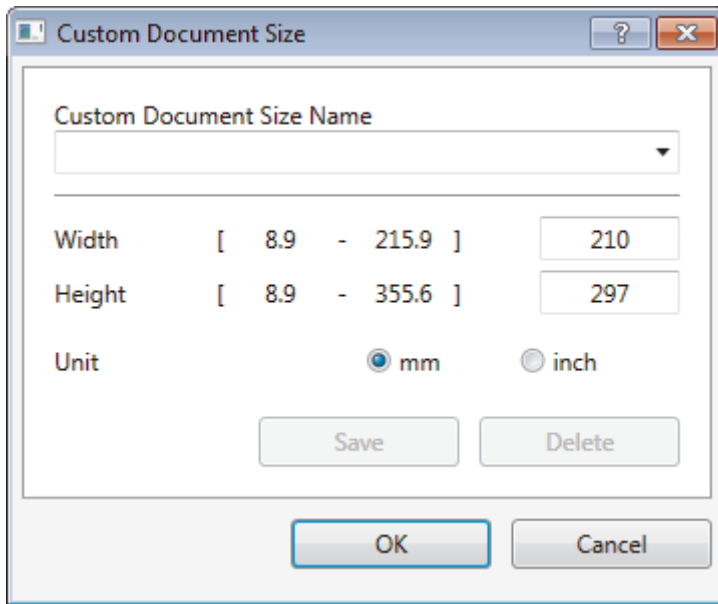 Custom Document Size
Custom Document Size Name
Width [ 8.9 - 215.9 ] 210
Height [ 8.9 - 355.6 ] 297
Unit mm inch
Save Delete
OK Cancel